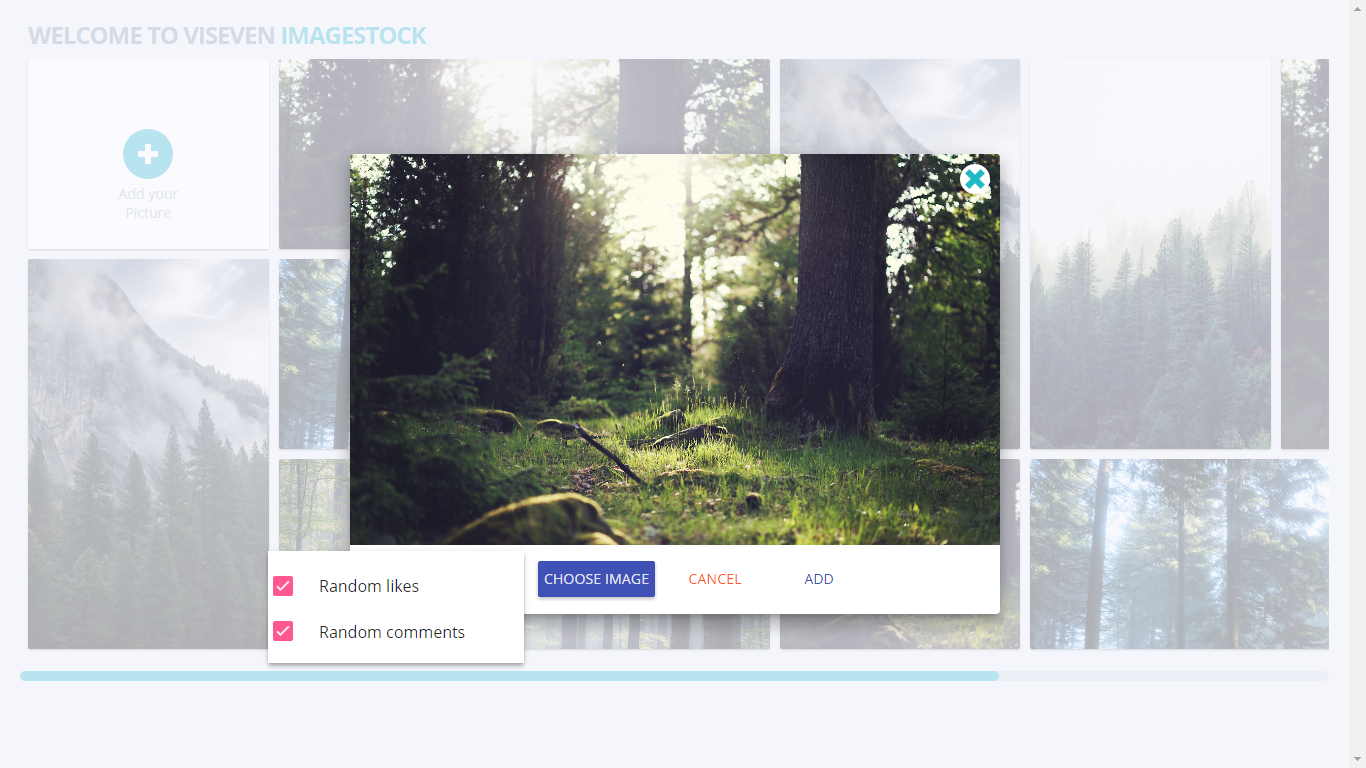 WELCOME TO VISEVEN IMAGESTOCK
Add your
Picture
CHOOSE IMAGE
CANCEL
ADD
Random likes
Random comments